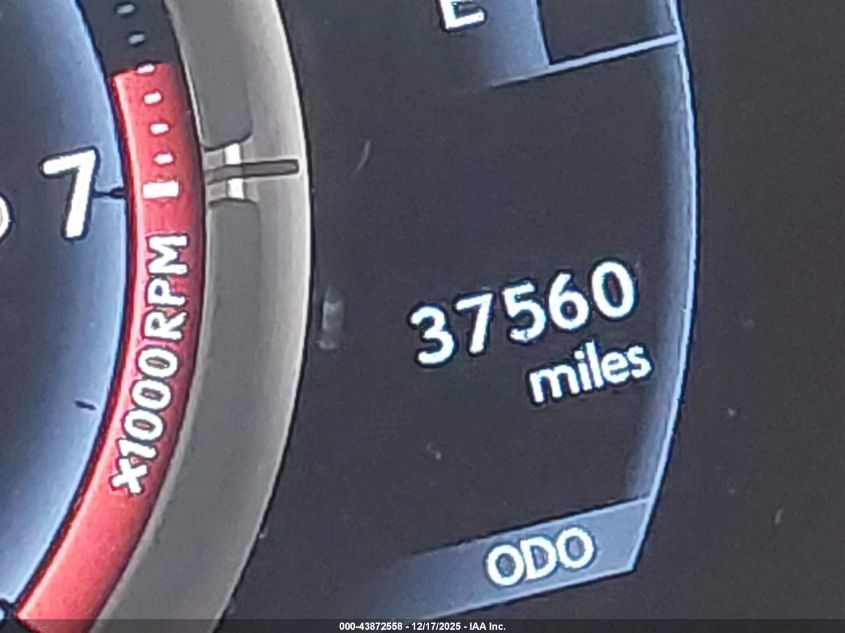 E
7
x1000RPM
37560
miles
ODO
000-43872558 - 12/17/2025 - IAA Inc.